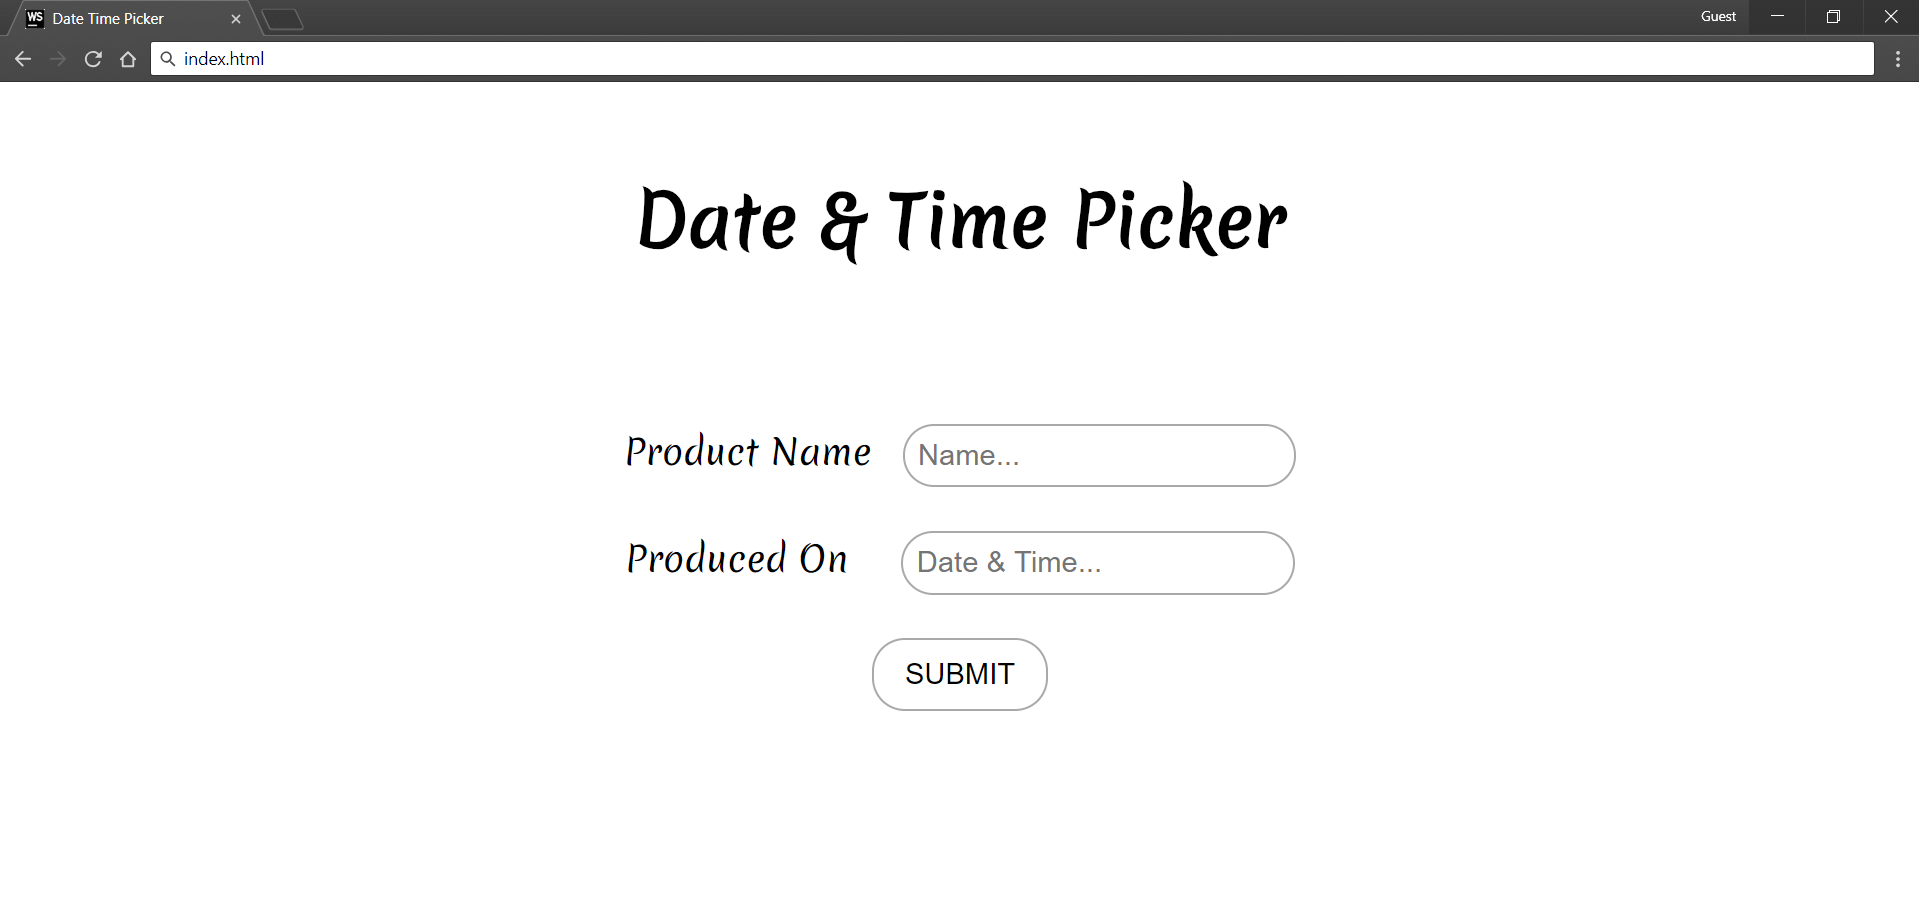 WS Date Time Picker
Guest
index.html
Date & Time Picker
Product Name Name...
Produced On Date & Time...
SUBMIT